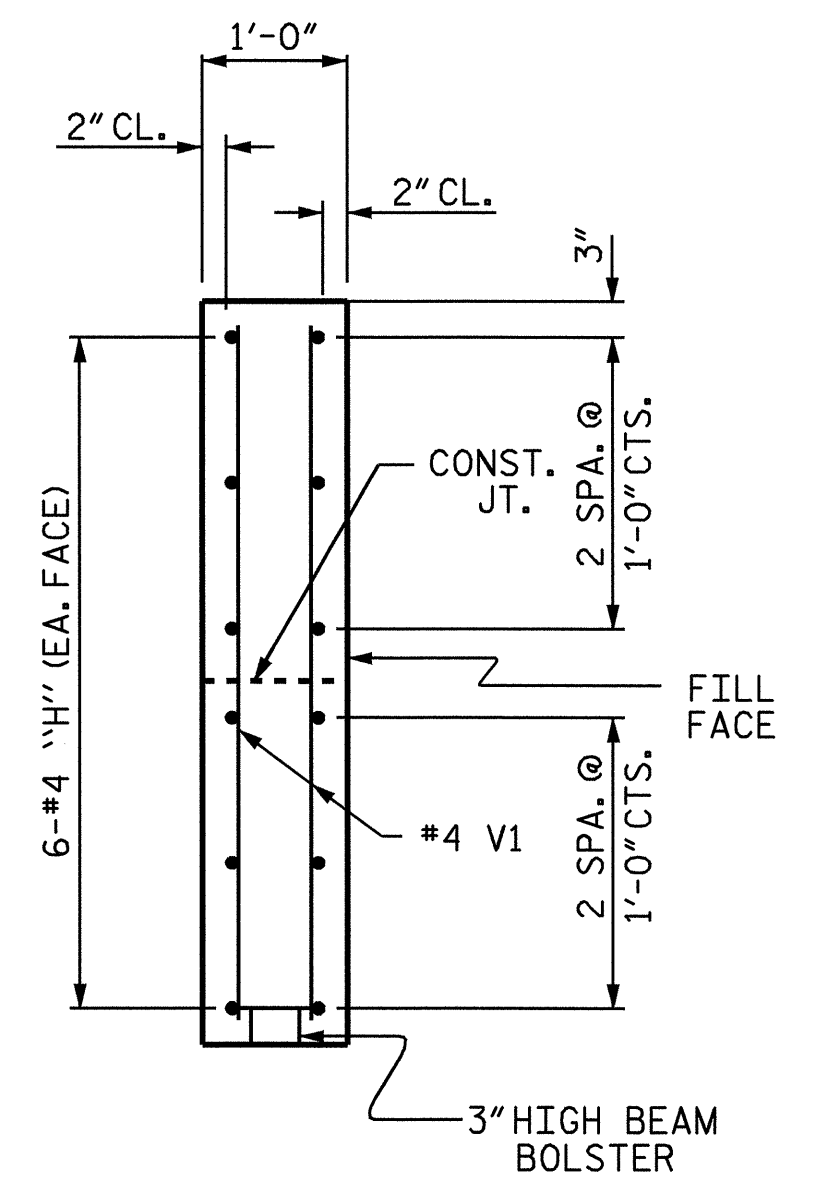 1'-0"
2" CL.
2" CL.
3"
2 SPA. @
1'-0" CTS.
CONST.
JT.
6-#4 "H" (EA. FACE)
FILL
FACE
2 SPA. @
1'-0" CTS.
#4 V1
3" HIGH BEAM
BOLSTER